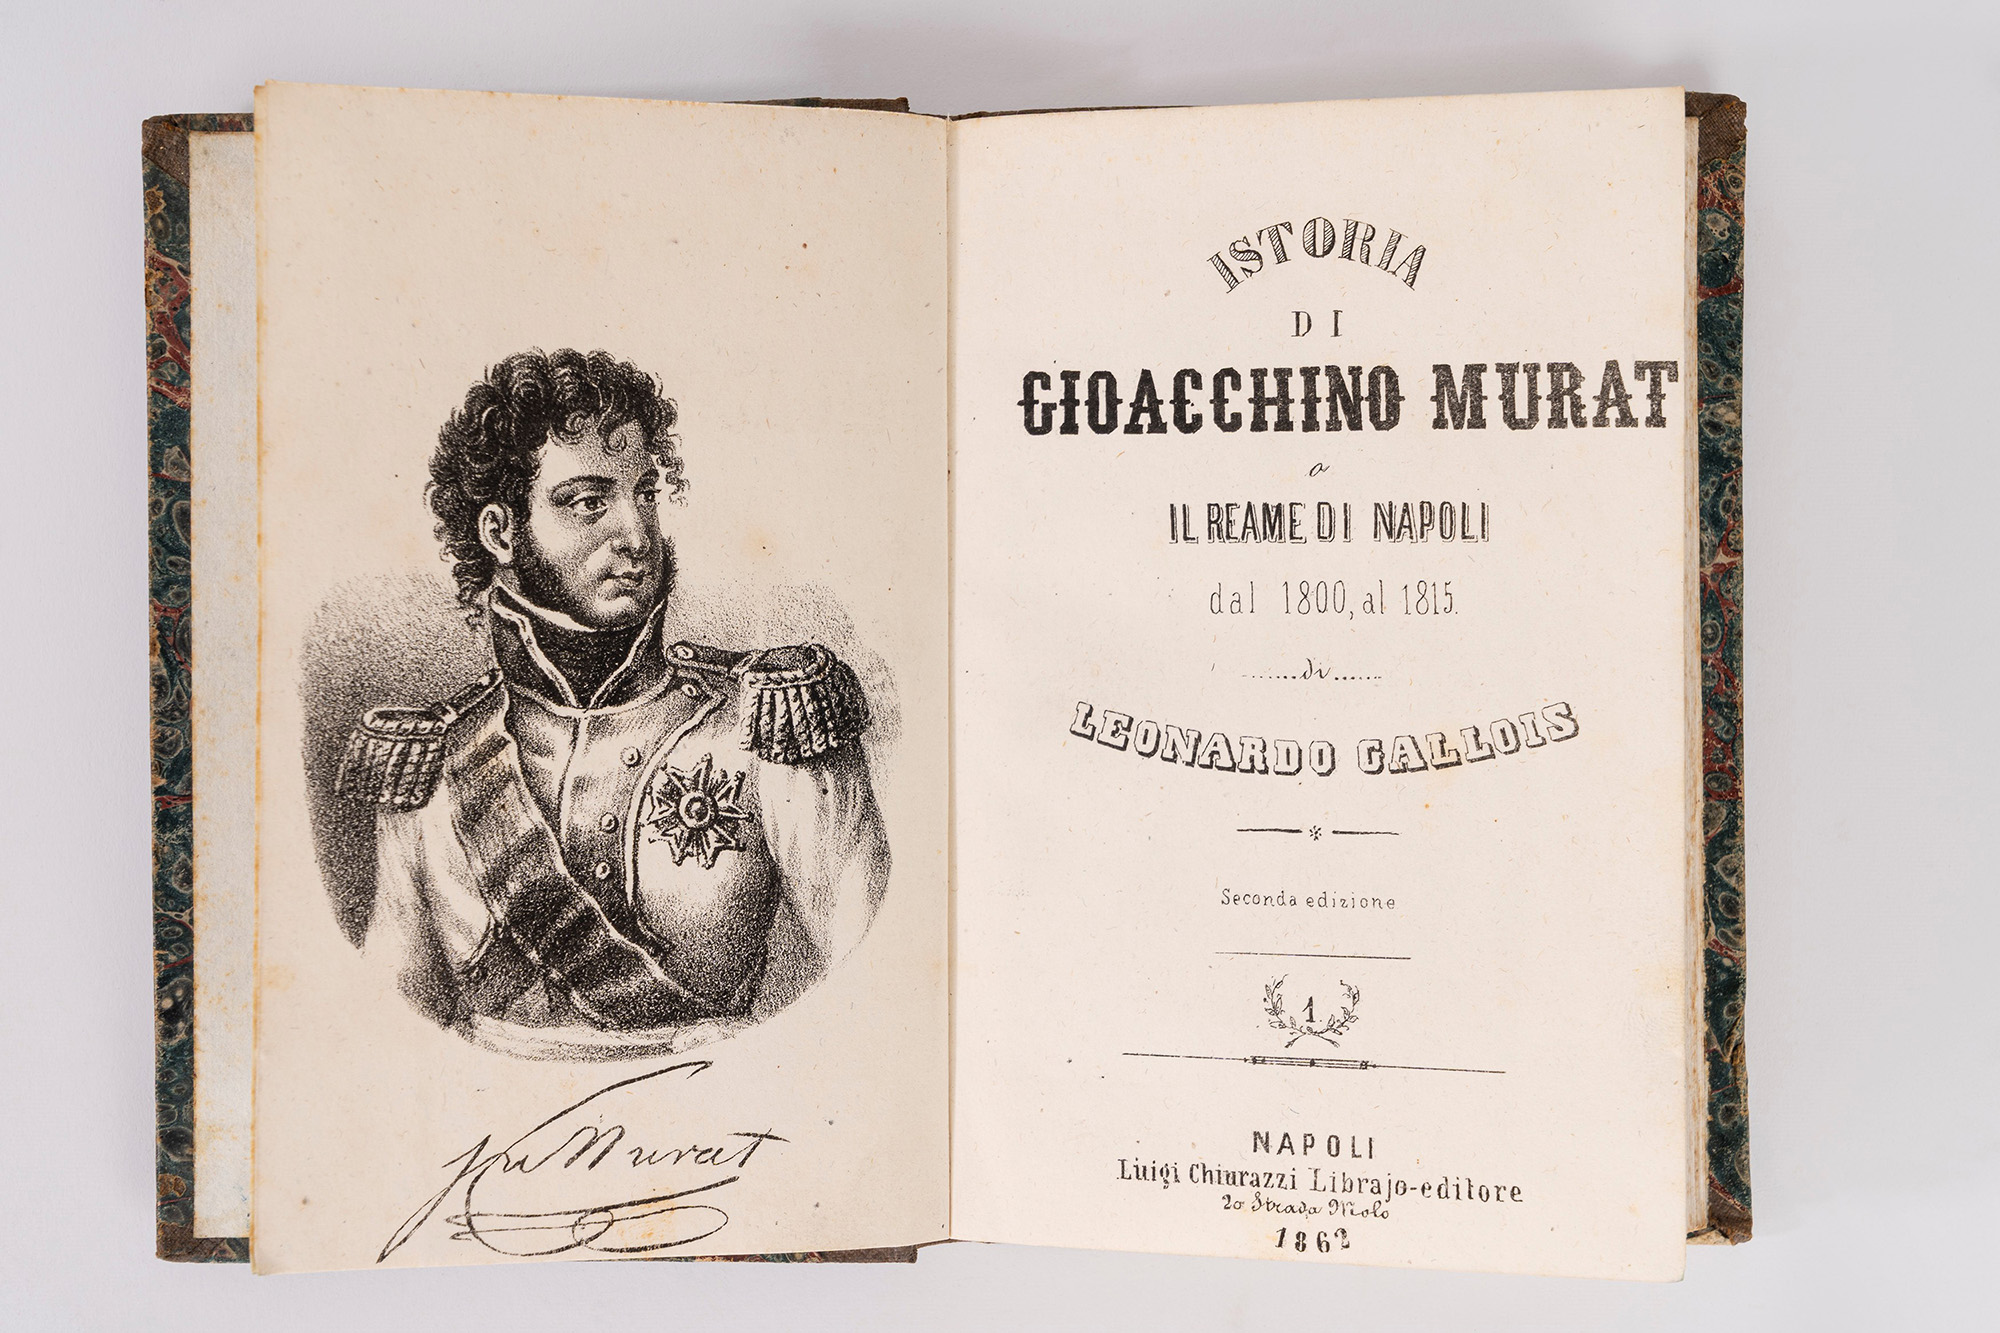 Murat
ISTORIA
DI
GIOACCHINO MURAT
o
IL REAME DI NAPOLI
dal 1800, al 1815.
.......di......
LEONARDO GALLOIS
Seconda edizione
1.
NAPOLI
Luigi Chiurazzi Librajo-editore
20 Strada Molo
1862